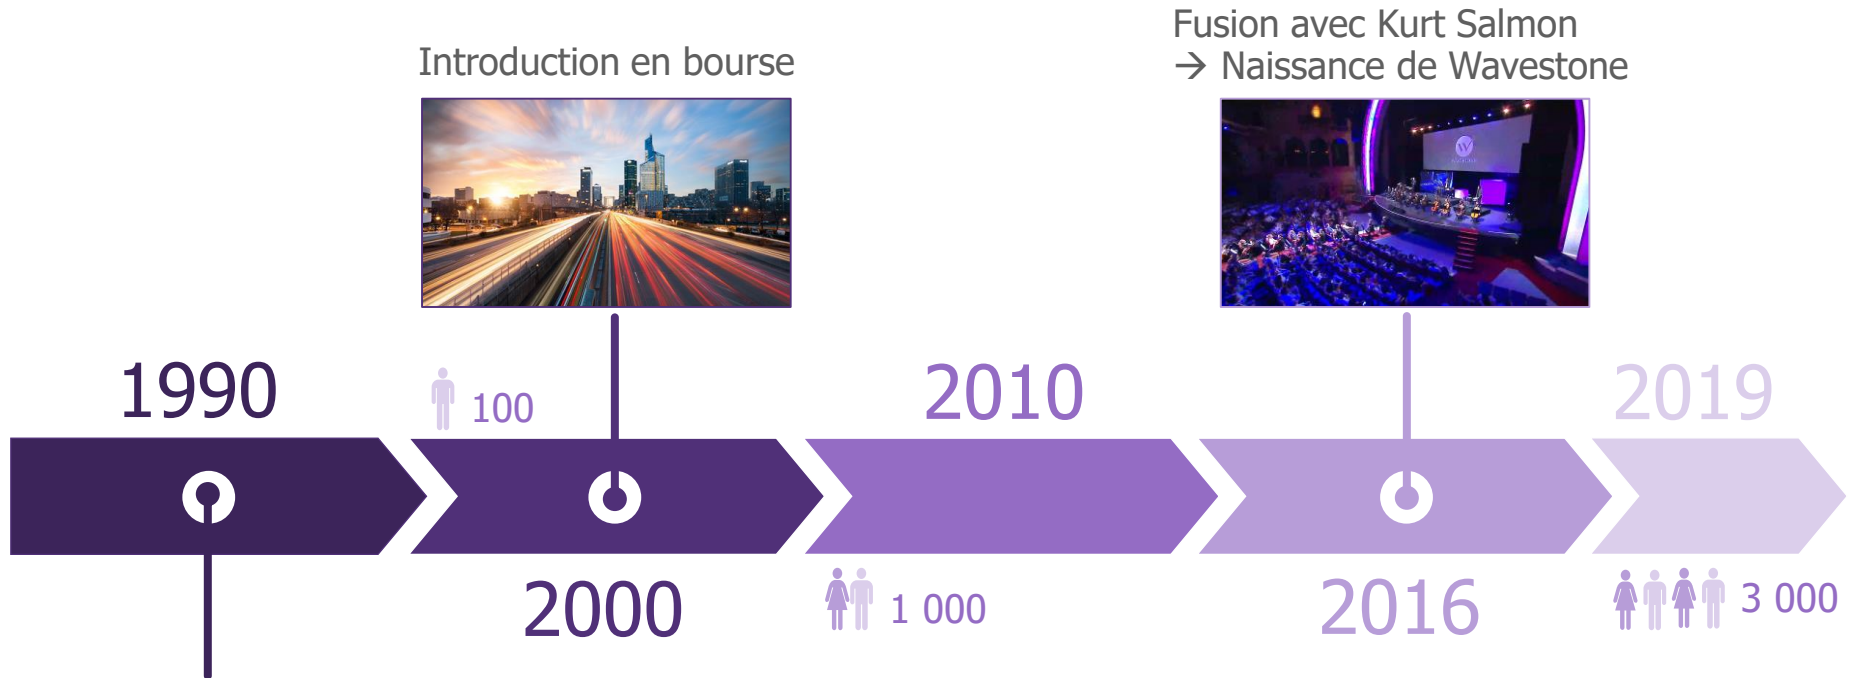 Fusion avec Kurt Salmon
→ Naissance de Wavestone
Introduction en bourse
W
1990
100
2010
2019
2000
1 000
2016
3 000